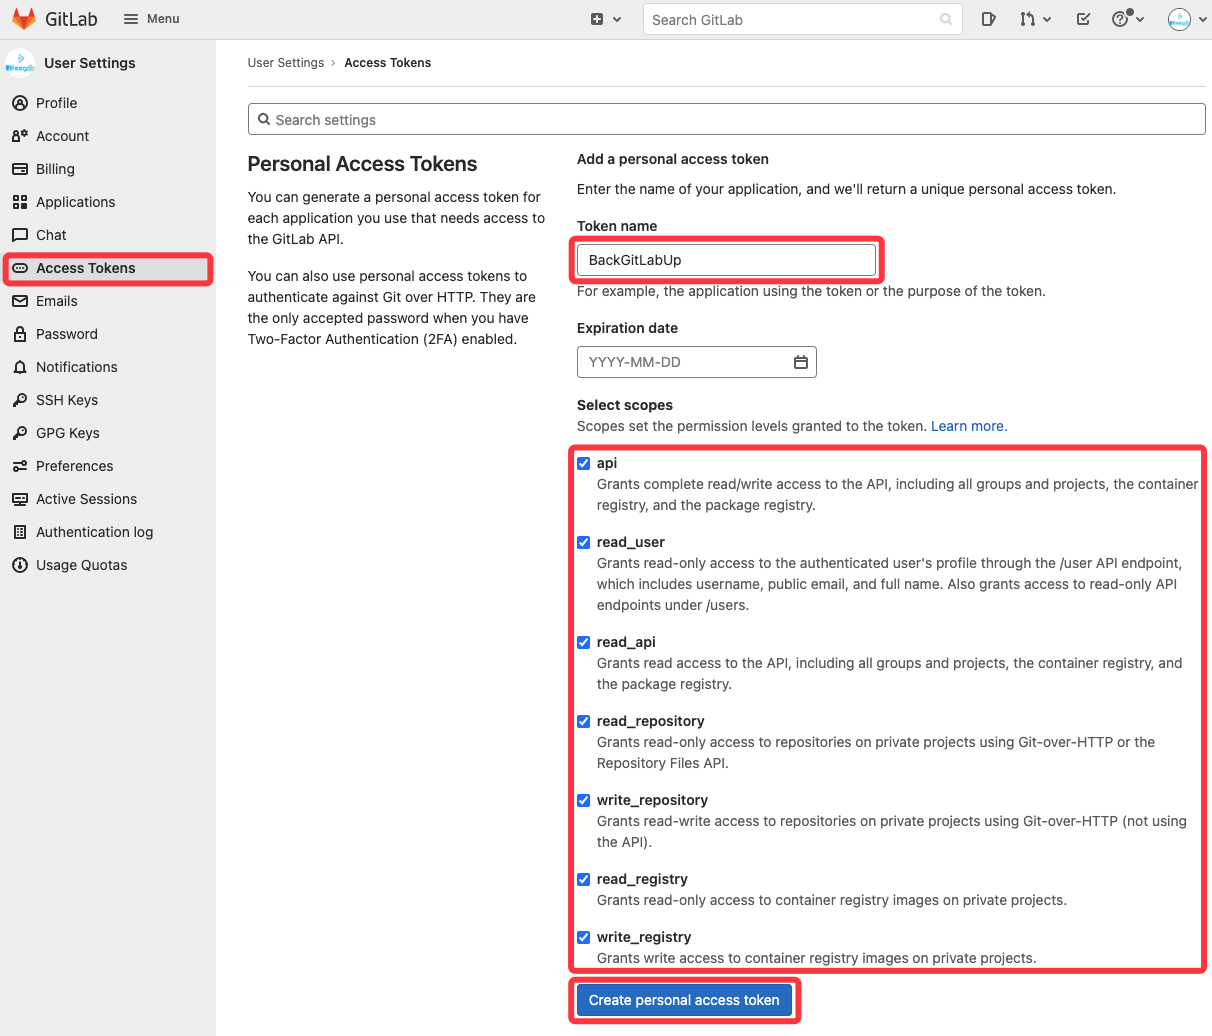 GitLab
Menu
Search GitLab
User Settings
Profile
Account
Billing
Applications
Chat
Access Tokens
Emails
Password
Notifications
SSH Keys
GPG Keys
Preferences
Active Sessions
Authentication log
Usage Quotas
User Settings › Access Tokens
Search settings
Personal Access Tokens
You can generate a personal access token for
each application you use that needs access to
the GitLab API.
You can also use personal access tokens to
authenticate against Git over HTTP. They are
the only accepted password when you have
Two-Factor Authentication (2FA) enabled.
Add a personal access token
Enter the name of your application, and we'll return a unique personal access token.
Token name
BackGitLabUp
For example, the application using the token or the purpose of the token.
Expiration date
YYYY-MM-DD
Select scopes
Scopes set the permission levels granted to the token. Learn more.
api
Grants complete read/write access to the API, including all groups and projects, the container
registry, and the package registry.
read_user
Grants read-only access to the authenticated user's profile through the /user API endpoint,
which includes username, public email, and full name. Also grants access to read-only API
endpoints under /users.
read_api
Grants read access to the API, including all groups and projects, the container registry, and
the package registry.
read_repository
Grants read-only access to repositories on private projects using Git-over-HTTP or the
Repository Files API.
write_repository
Grants read-write access to repositories on private projects using Git-over-HTTP (not using
the API).
read_registry
Grants read-only access to container registry images on private projects.
write_registry
Grants write access to container registry images on private projects.
Create personal access token